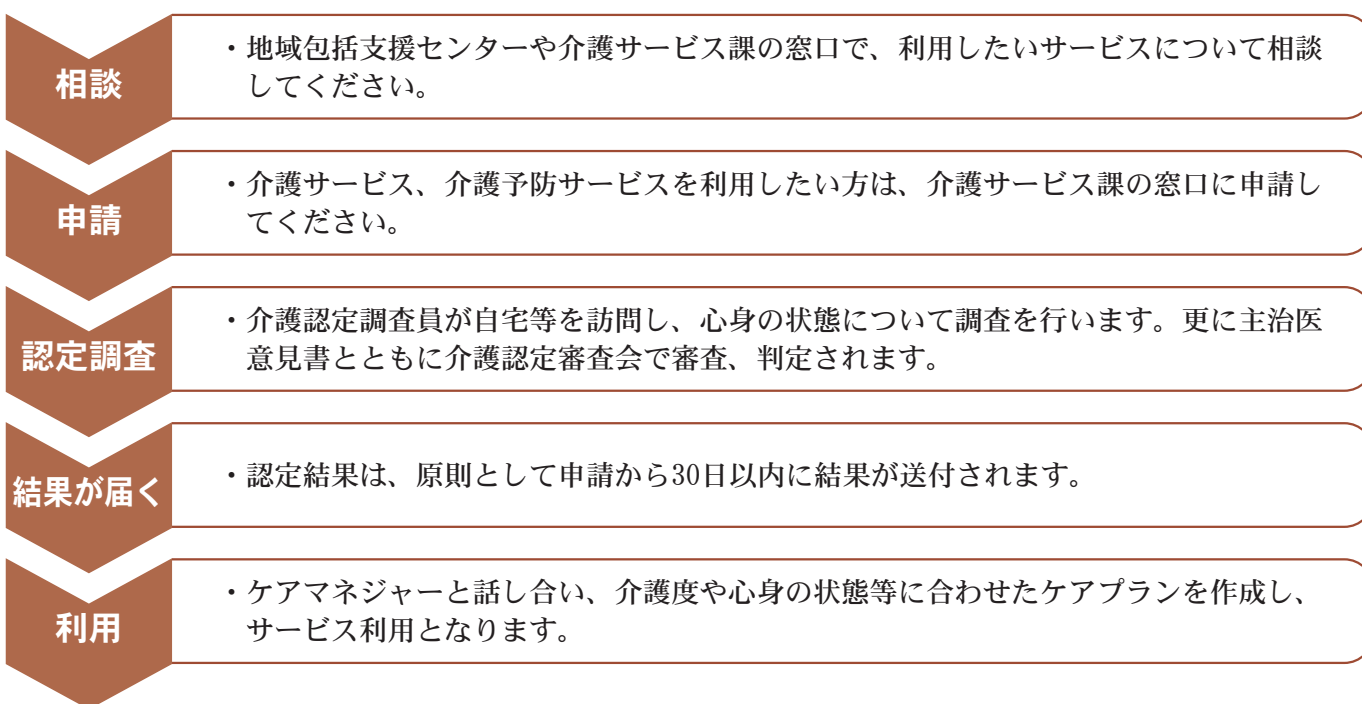 相談
・地域包括支援センターや介護サービス課の窓口で、利用したいサービスについて相談
してください。
申請
・介護サービス、介護予防サービスを利用したい方は、介護サービス課の窓口に申請し
てください。
認定調査
・介護認定調査員が自宅等を訪問し、心身の状態について調査を行います。更に主治医
意見書とともに介護認定審査会で審査、判定されます。
結果が届く
・認定結果は、原則として申請から30日以内に結果が送付されます。
利用
・ケアマネジャーと話し合い、介護度や心身の状態等に合わせたケアプランを作成し、
サービス利用となります。